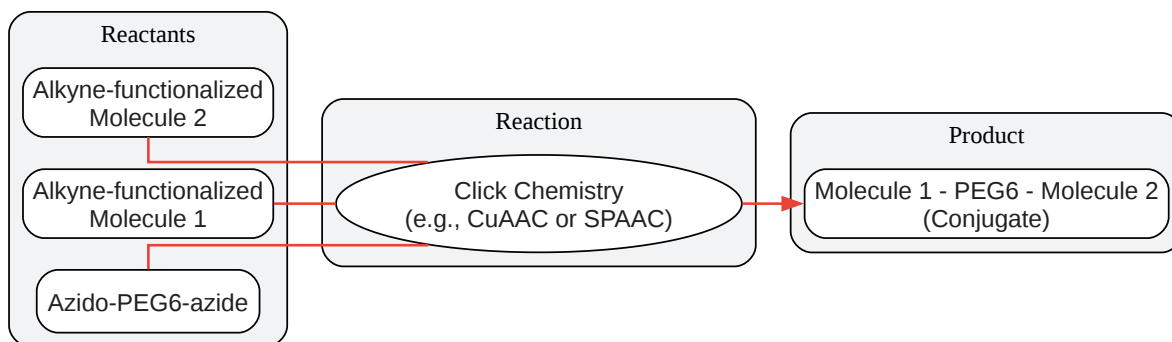 Reactants
Alkyne-functionalized
Molecule 2
Alkyne-functionalized
Molecule 1
Azido-PEG6-azide
Reaction
Click Chemistry
(e.g., CuAAC or SPAAC)
Product
Molecule 1 - PEG6 - Molecule 2
(Conjugate)